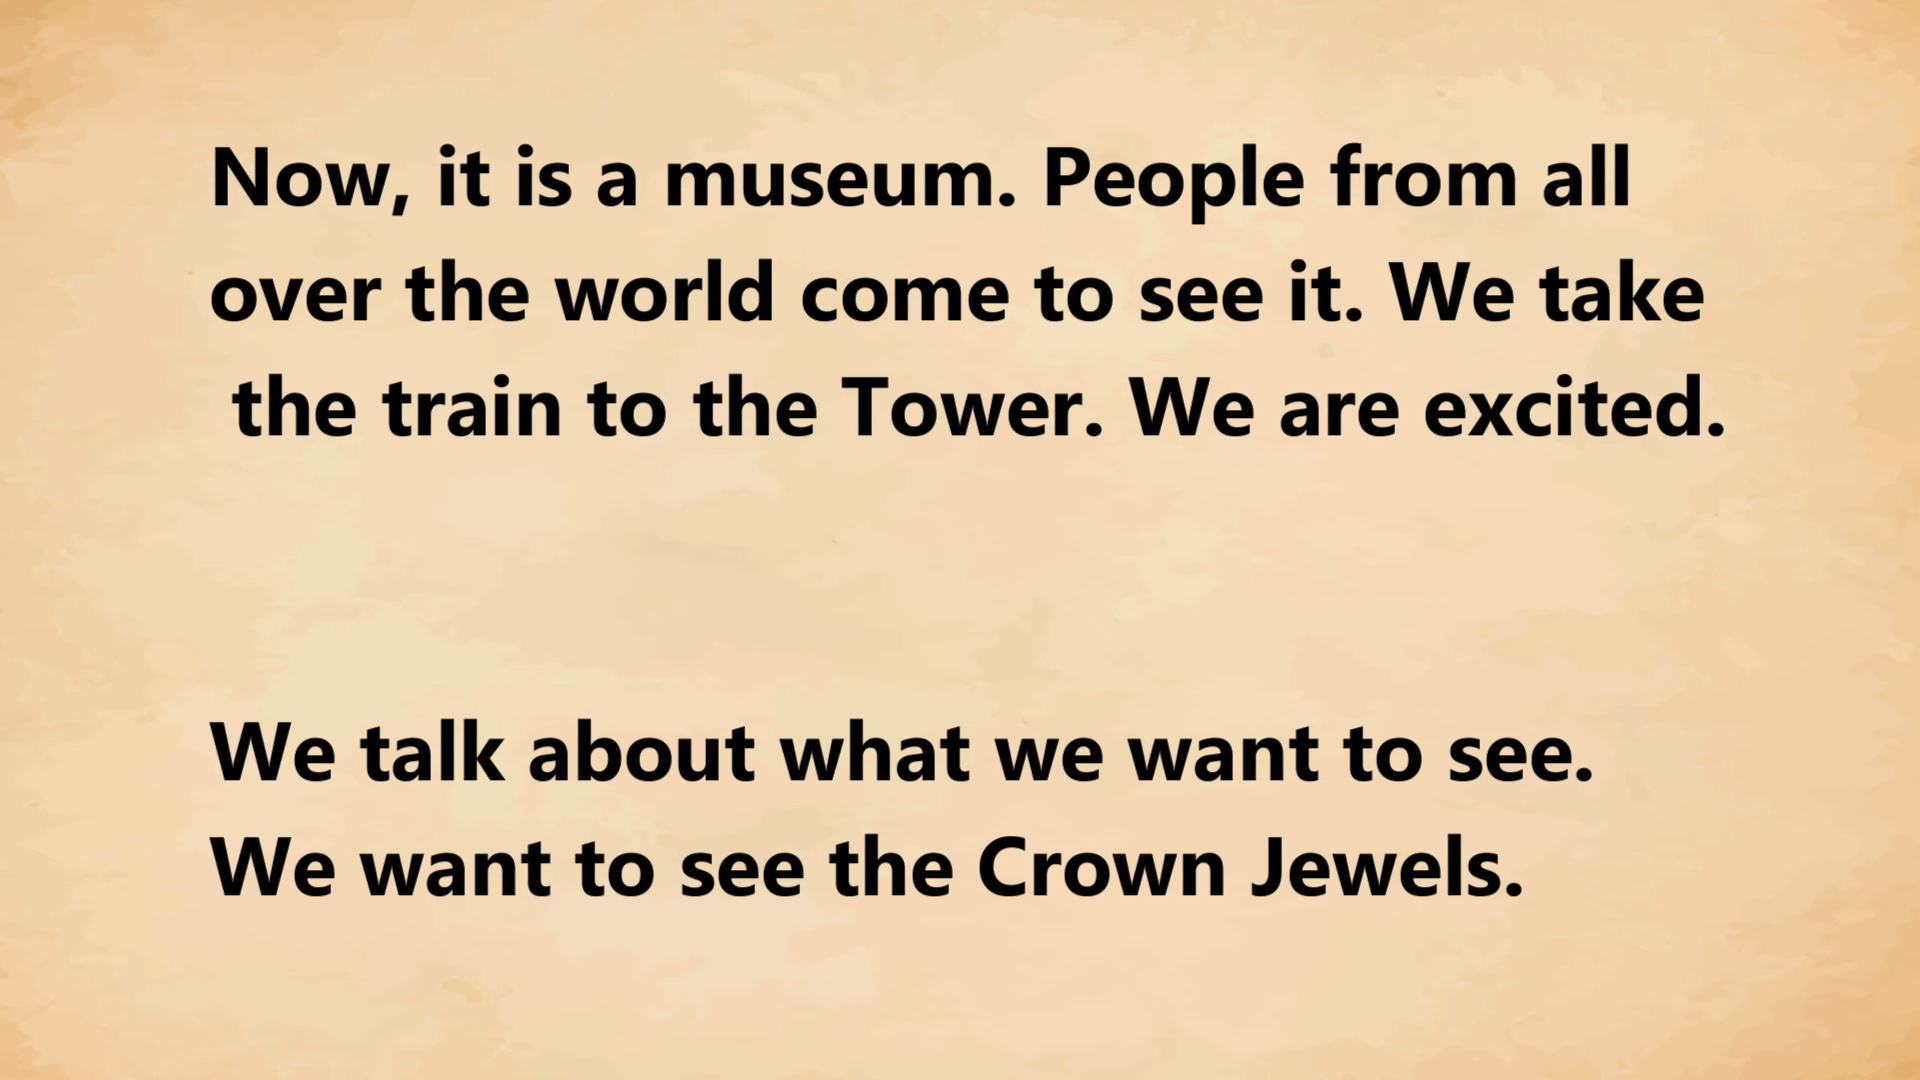 Now, it is a museum. People from all
over the world come to see it. We take
the train to the Tower. We are excited.
We talk about what we want to see.
We want to see the Crown Jewels.